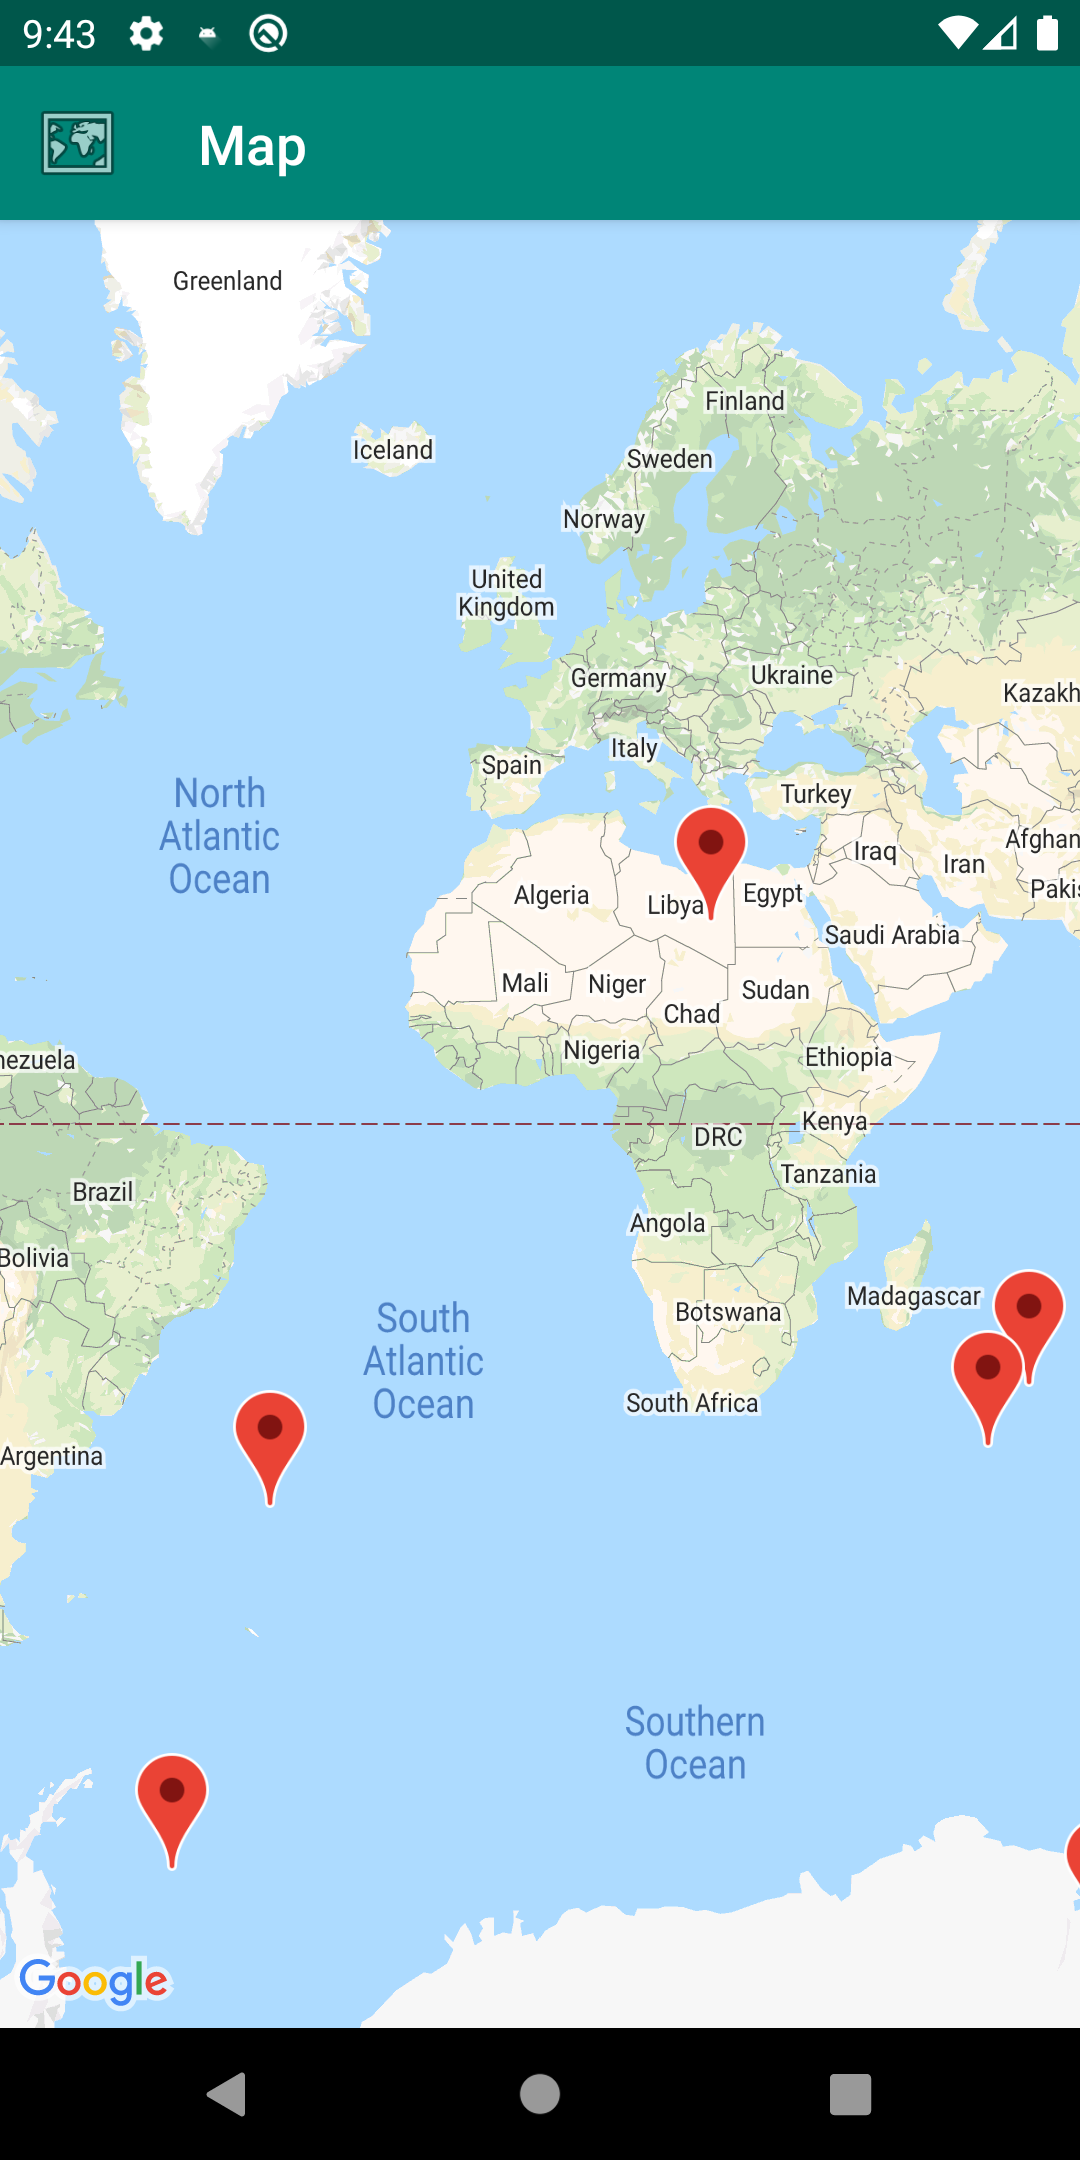 9:43
Map
Greenland
Finland
Iceland
Sweden
Norway
United
Kingdom
Germany
Ukraine
Kazakh
Italy
Spain
North
Atlantic
Ocean
Turkey
Afghan
Iraq
Iran
Pakis
Algeria
Libya
Egypt
Saudi Arabia
Mali
Niger
Sudan
Chad
Nigeria
Ethiopia
nezuela
Kenya
DRC
Tanzania
Brazil
Angola
Bolivia
Madagascar
Botswana
South
Atlantic
Ocean
South Africa
Argentina
Southern
Ocean
Google